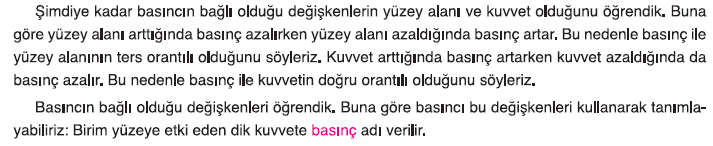 Şimdiye kadar basıncın bağlı olduğu değişkenlerin yüzey alanı ve kuvvet olduğunu öğrendik. Buna
göre yüzey alanı arttığında basınç azalırken yüzey alanı azaldığında basınç artar. Bu nedenle basınç ile
yüzey alanının ters orantılı olduğunu söyleriz. Kuvvet arttığında basınç artarken kuvvet azaldığında da
basınç azalır. Bu nedenle basınç ile kuvvetin doğru orantılı olduğunu söyleriz.
Basıncın bağlı olduğu değişkenleri öğrendik. Buna göre basıncı bu değişkenleri kullanarak tanımla-
yabiliriz: Birim yüzeye etki eden dik kuvvete basınç adı verilir.